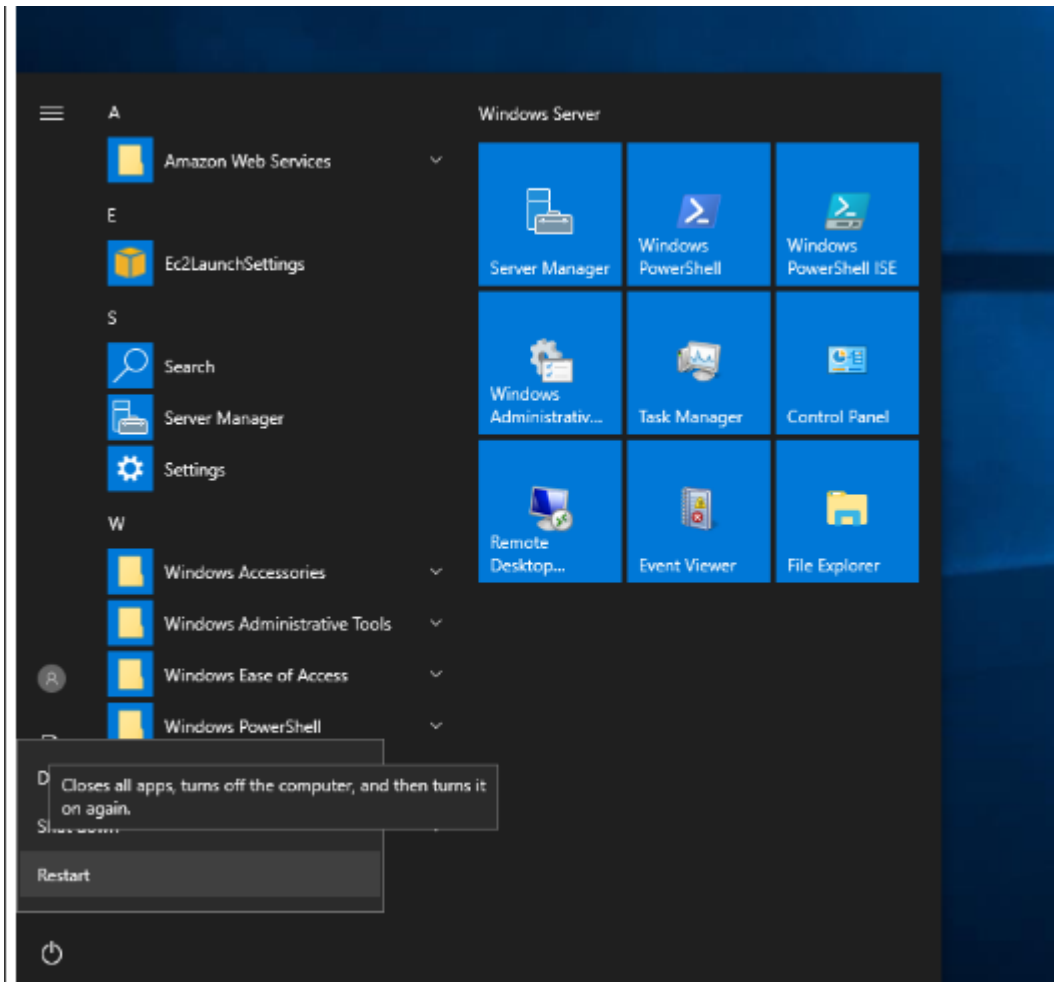 A
Amazon Web Services
E
Ec2LaunchSettings
S
Search
Server Manager
Settings
W
Windows Accessories
Windows Administrative Tools
Windows Ease of Access
Windows PowerShell
D
Closes all apps, turns off the computer, and then turns it
on again.
Shut down
Restart
Windows Server
Server Manager
Windows
PowerShell
Windows
PowerShell ISE
Windows
Administrativ...
Task Manager
Control Panel
Remote
Desktop...
Event Viewer
File Explorer